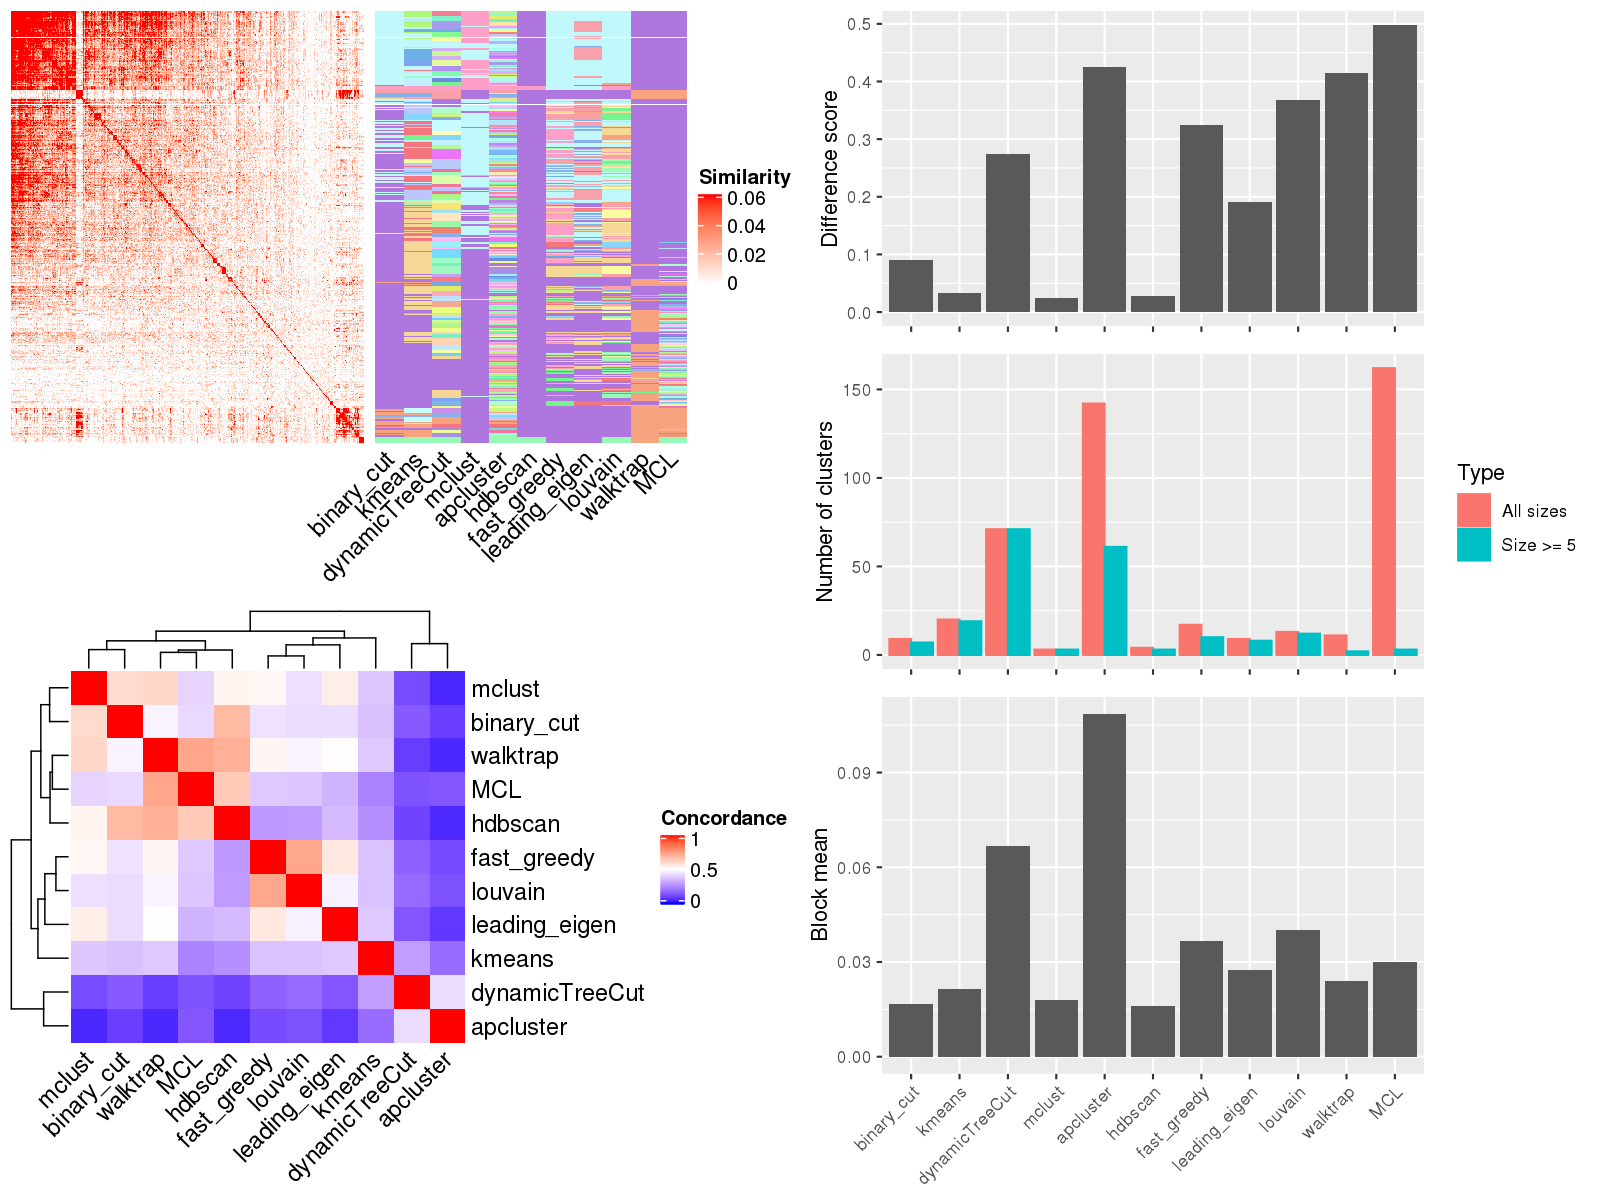 Similarity
0.06
0.04
0.02
0
binary_cut
kmeans
dynamicTreeCut
mclust
apcluster
hdbscan
fast_greedy
leading_eigen
louvain
walktrap
MCL
mclust
binary_cut
walktrap
MCL
hdbscan
fast_greedy
louvain
leading_eigen
kmeans
dynamicTreeCut
apcluster
mclust
binary_cut
walktrap
MCL
hdbscan
fast_greedy
louvain
leading_eigen
kmeans
dynamicTreeCut
apcluster
Concordance
1
0.5
0
Difference score
0.5
0.4
0.3
0.2
0.1
0.0
Number of clusters
150
100
50
0
Type
All sizes
Size >= 5
Block mean
0.09
0.06
0.03
0.00
binary_cut
kmeans
dynamicTreeCut
mclust
apcluster
hdbscan
fast_greedy
leading_eigen
louvain
walktrap
MCL